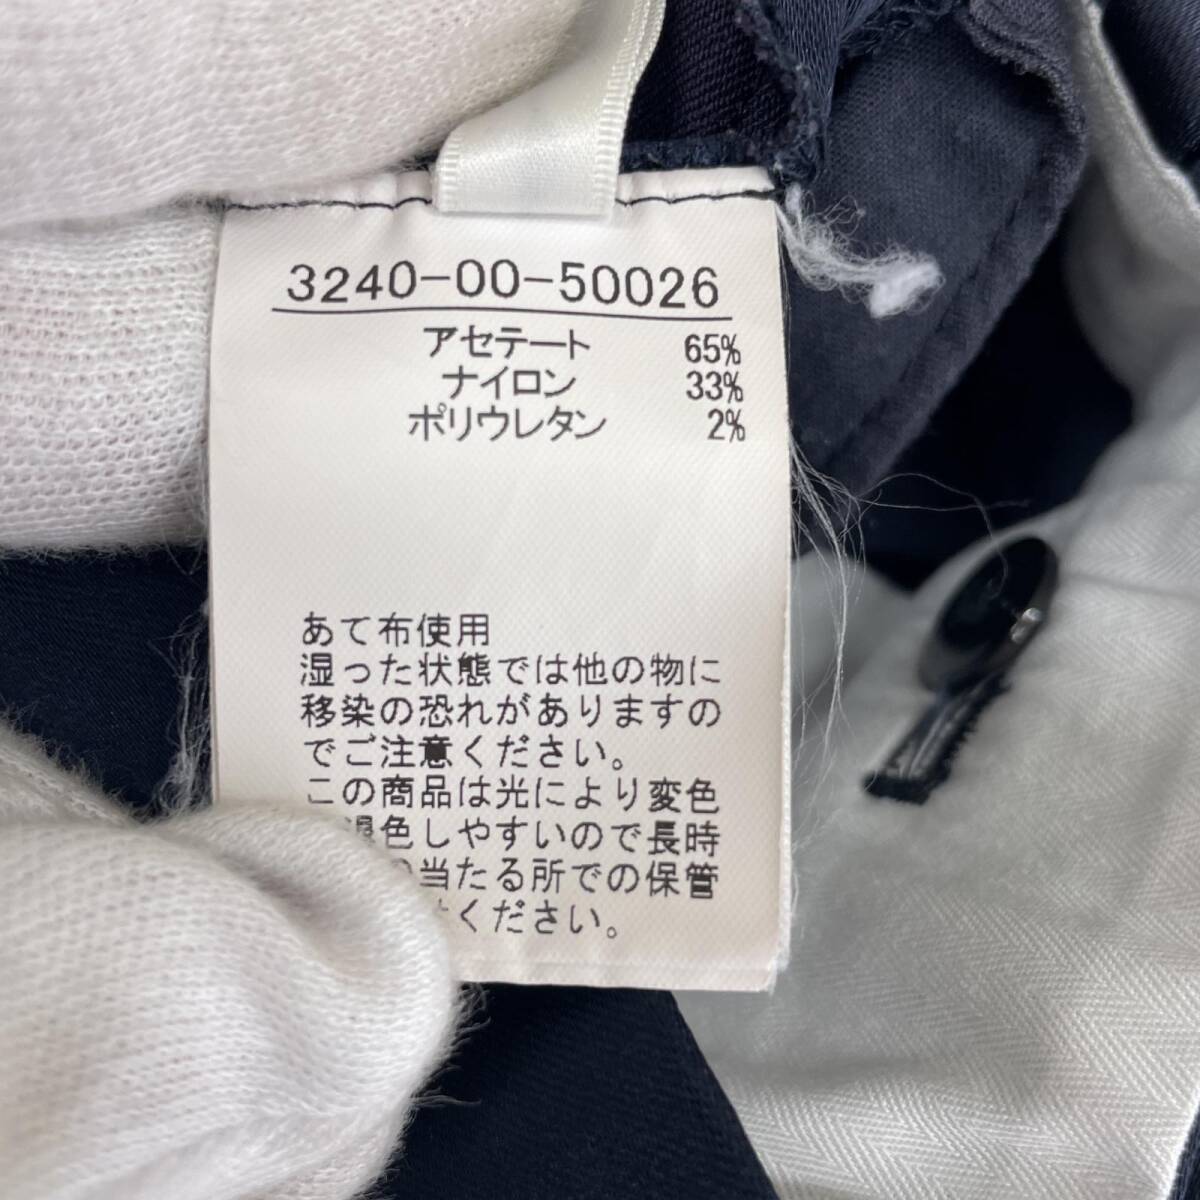 3240-00-50026
アセテート 65%
ナイロン 33%
ポリウレタン 2%
あて布使用
湿った状態では他の物に
移染の恐れがありますの
でご注意ください。
この商品は光により変色
退色しやすいので長時
の当たる所での保管
ください。